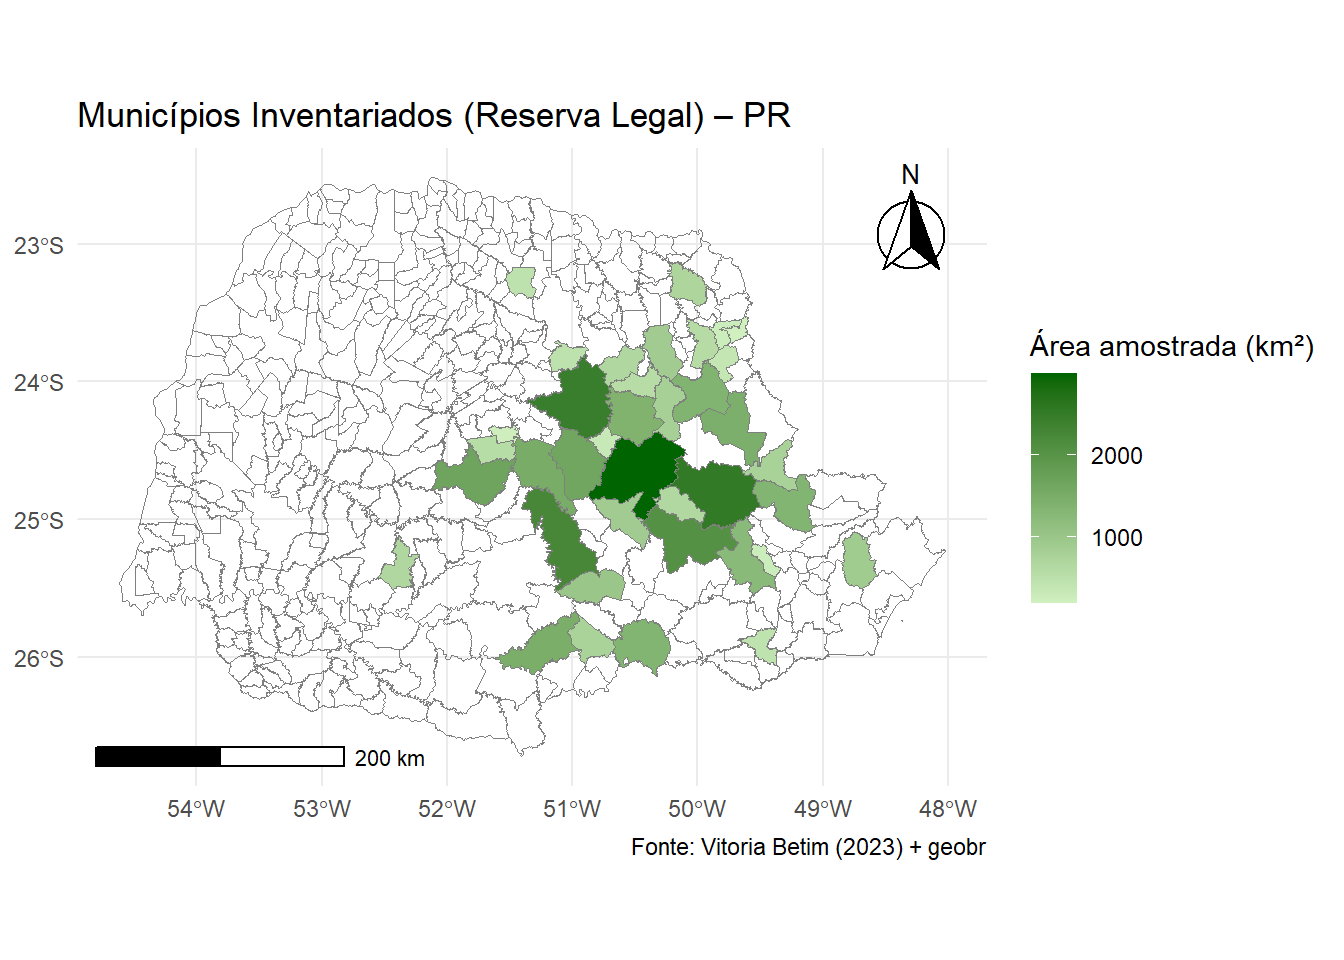 Municípios Inventariados (Reserva Legal) – PR
N
23°S
24°S
25°S
26°S
200 km
54°W 53°W 52°W 51°W 50°W 49°W 48°W
Fonte: Vitoria Betim (2023) + geobr
Área amostrada (km²)
2000
1000